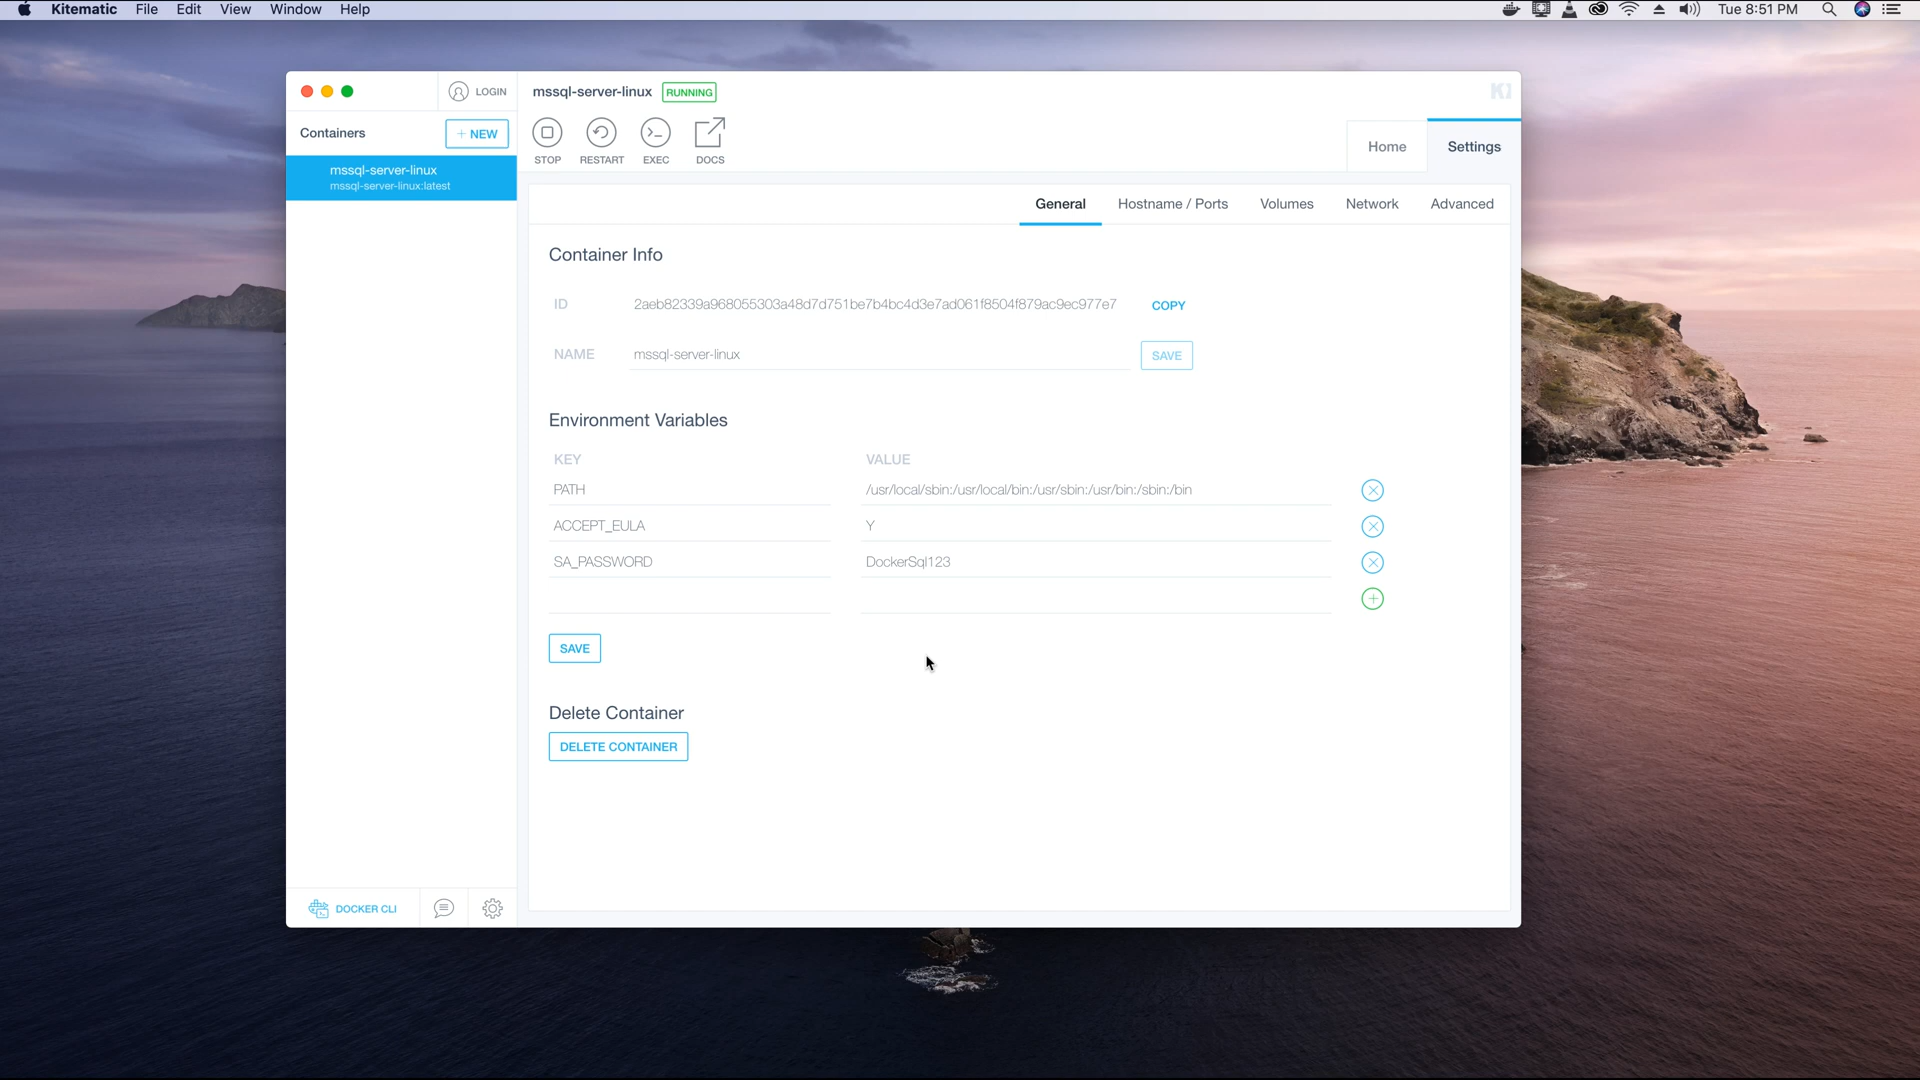 Kitematic File Edit View Window Help
Tue 8:51 PM
LOGIN
mssql-server-linux RUNNING
Containers
+ NEW
mssql-server-linux
mssql-server-linux:latest
STOP RESTART EXEC DOCS
Home Settings
General Hostname / Ports Volumes Network Advanced
Container Info
ID 2aeb82339a968055303a48d7d751be7b4bc4d3e7ad061f8504f879ac9ec977e7 COPY
NAME mssql-server-linux SAVE
Environment Variables
KEY VALUE
PATH /usr/local/sbin:/usr/local/bin:/usr/sbin:/usr/bin:/sbin:/bin
ACCEPT_EULA Y
SA_PASSWORD DockerSql123
SAVE
Delete Container
DELETE CONTAINER
DOCKER CLI